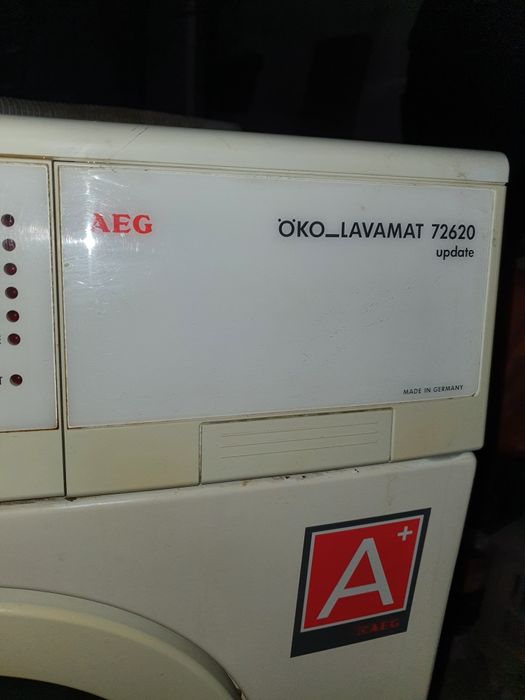 AEG
ÖKO_LAVAMAT 72620
update
MADE IN GERMANY
A+
AEG